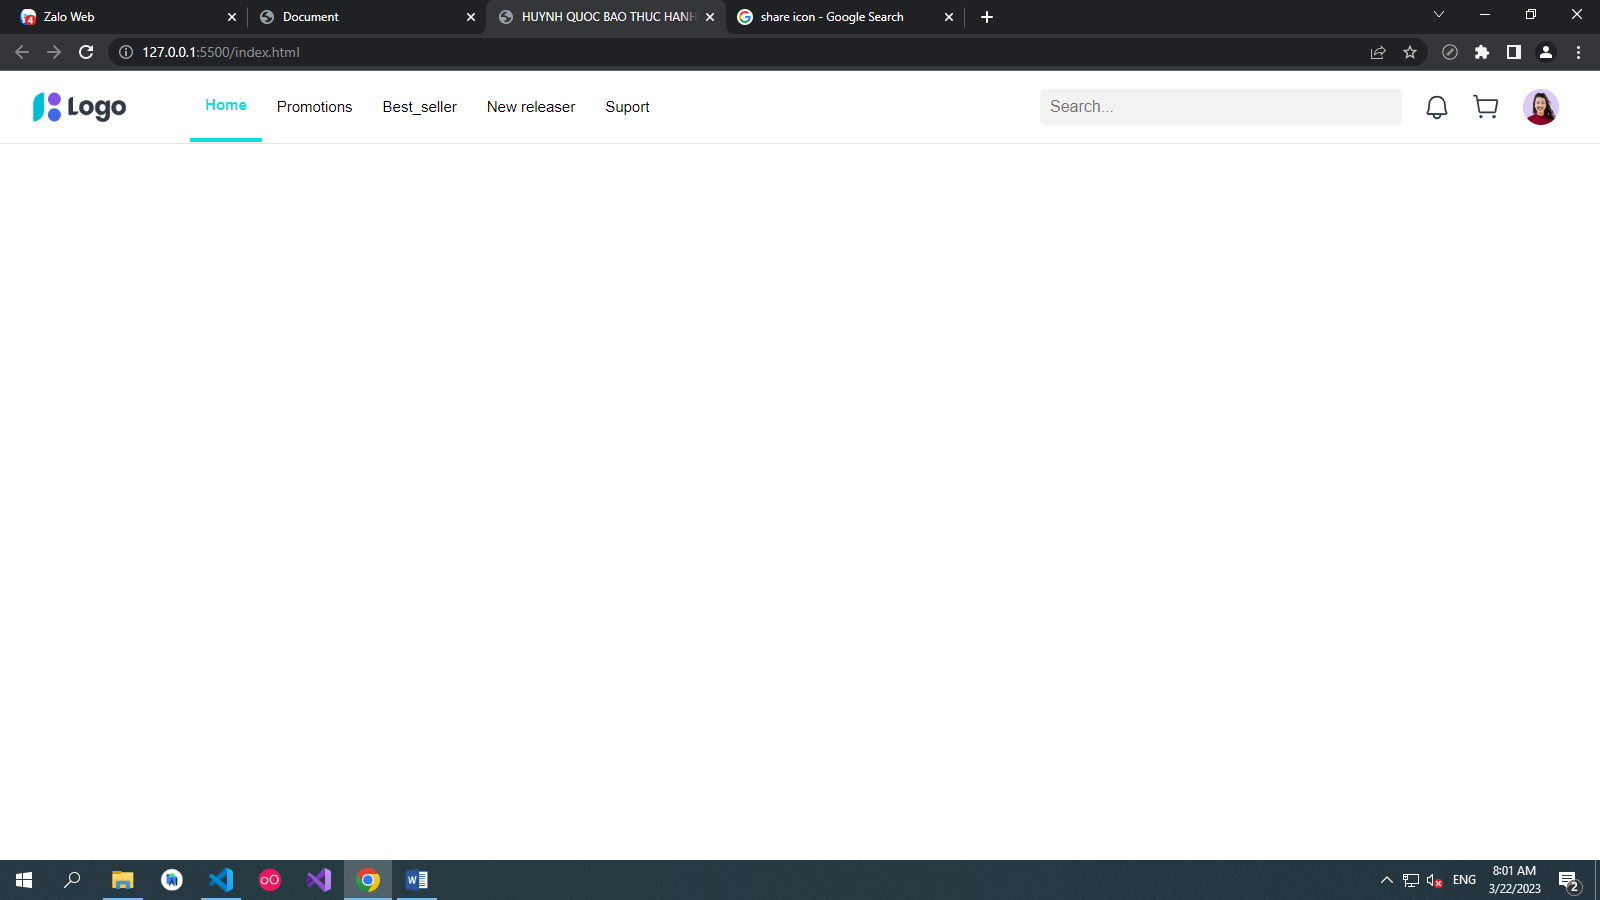 Zalo Web
Document
HUYNH QUOC BAO THUC HANH
share icon - Google Search
127.0.0.1:5500/index.html
Logo
Home
Promotions
Best_seller
New releaser
Suport
Search...
ENG
8:01 AM
3/22/2023
2